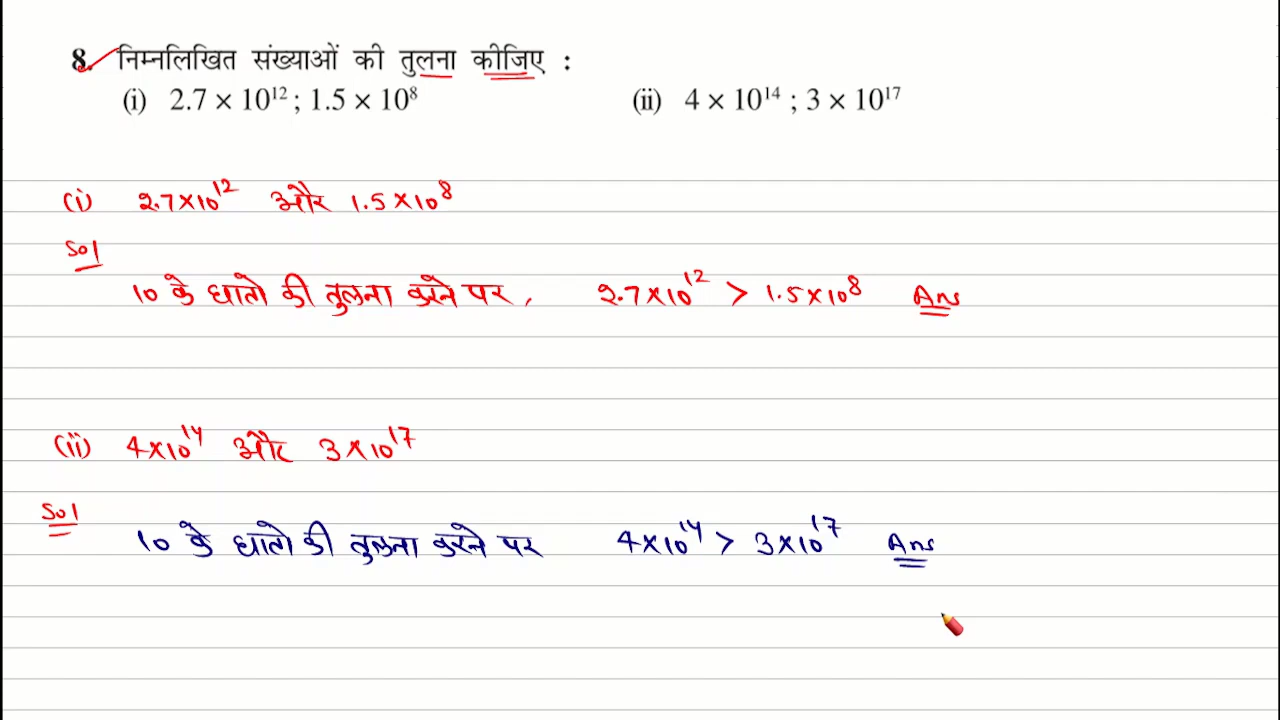 8. निम्नलिखित संख्याओं की तुलना कीजिए :
(i) 2.7 × 10¹² ; 1.5 × 10⁸ (ii) 4 × 10¹⁴ ; 3 × 10¹⁷
(i) 2.7×10¹² और 1.5×10⁸
Sol
10 के घातो की तुलना करने पर, 2.7×10¹² > 1.5×10⁸ Ans
(ii) 4×10¹⁴ और 3×10¹⁷
Sol
10 के घातो की तुलना करने पर 4×10¹⁴ > 3×10¹⁷ Ans